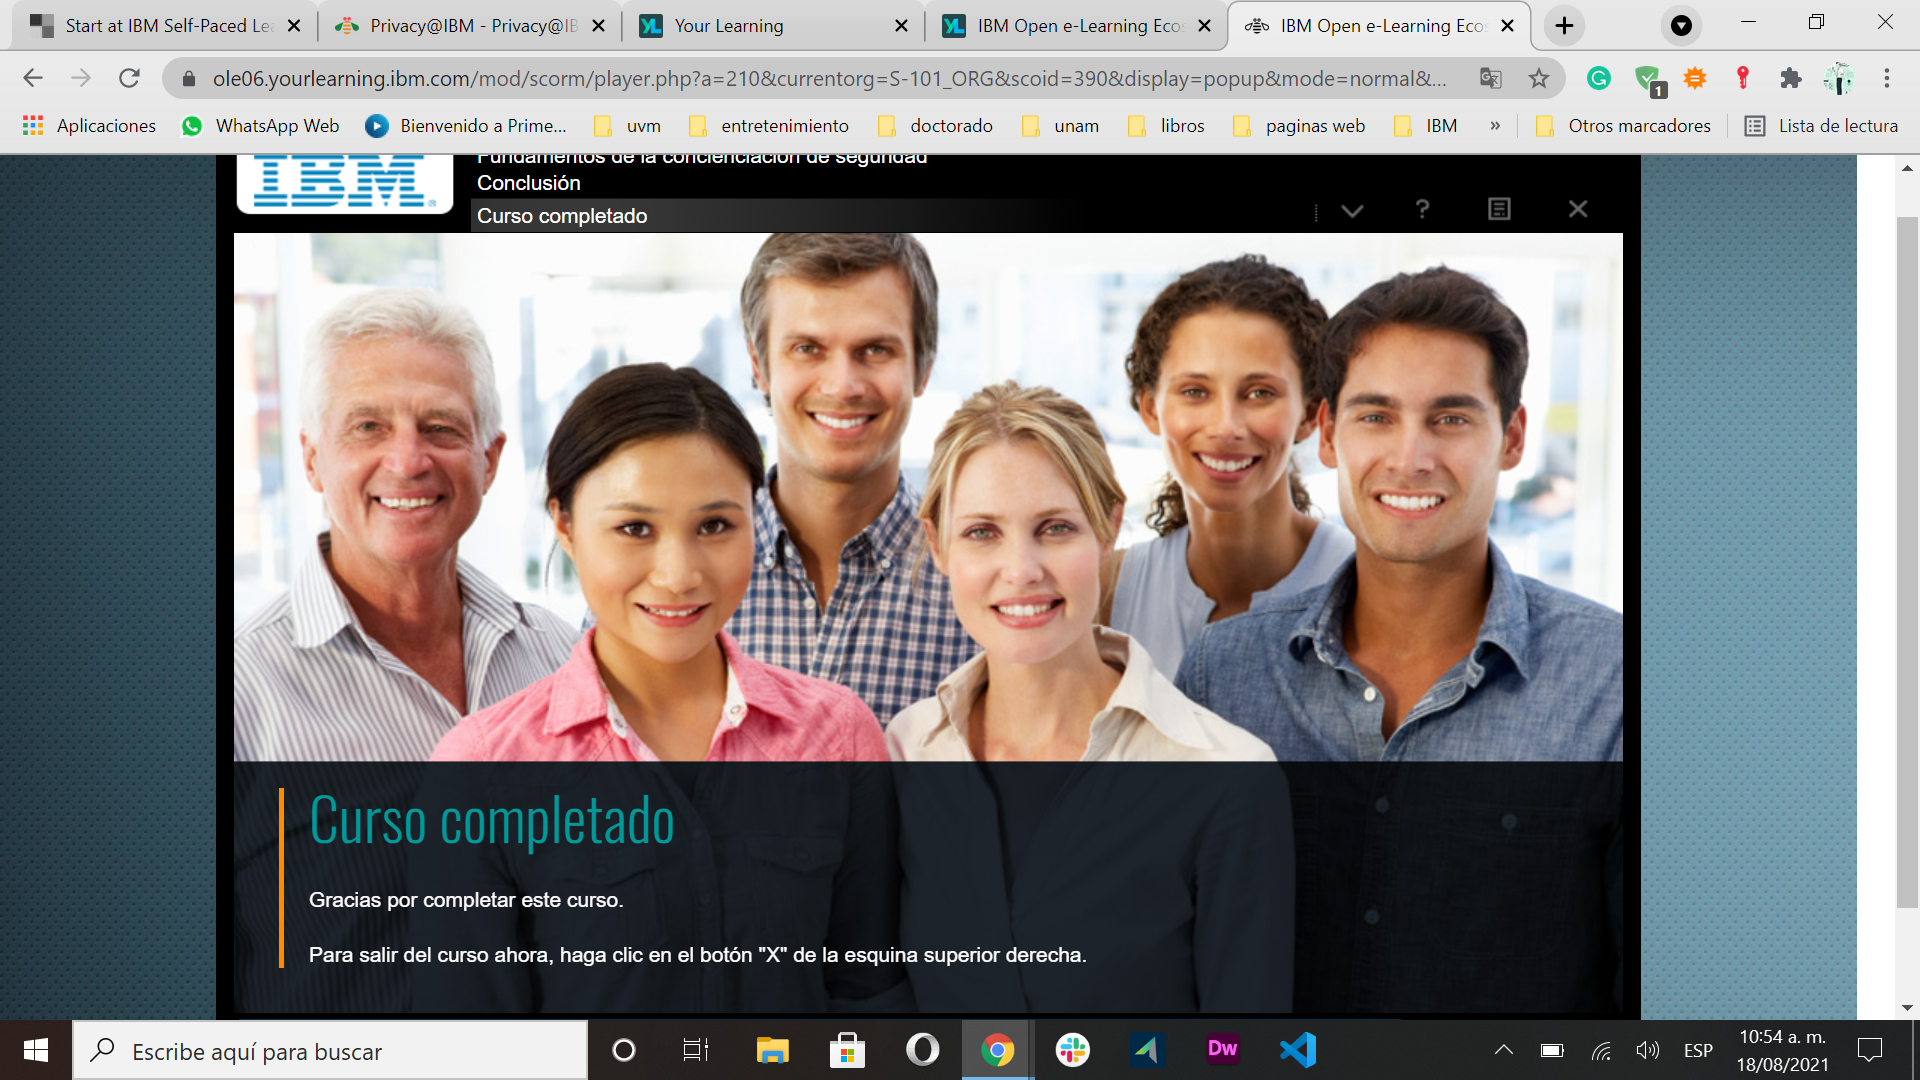 Start at IBM Self-Paced Lea
Privacy@IBM - Privacy@IB
Your Learning
IBM Open e-Learning Ecos
IBM Open e-Learning Ecos
ole06.yourlearning.ibm.com/mod/scorm/player.php?a=210&currentorg=S-101_ORG&scoid=390&display=popup&mode=normal&...
1
Aplicaciones
WhatsApp Web
Bienvenido a Prime...
uvm
entretenimiento
doctorado
unam
libros
paginas web
IBM
»
Otros marcadores
Lista de lectura
IBM®
Fundamentos de la concienciación de seguridad
Conclusión
Curso completado
?
Curso completado
Gracias por completar este curso.
Para salir del curso ahora, haga clic en el botón "X" de la esquina superior derecha.
Escribe aquí para buscar
Dw
ESP
10:54 a. m.
18/08/2021